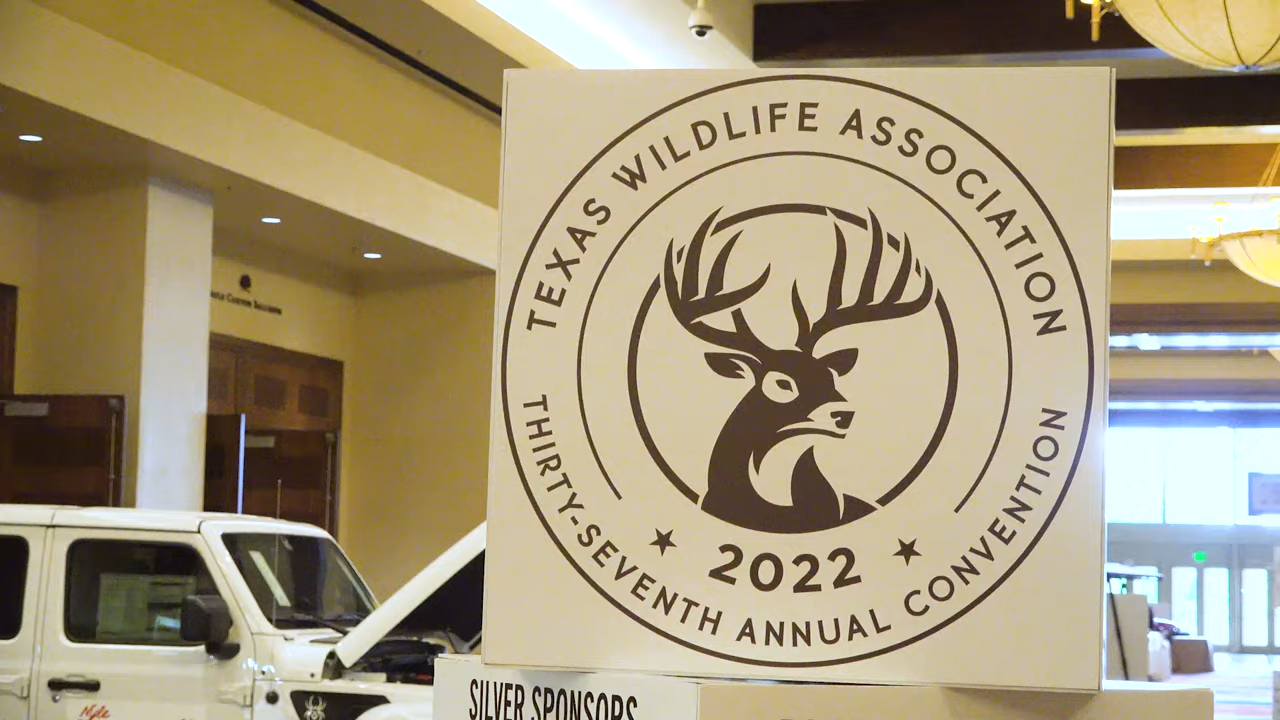 TEXAS WILDLIFE ASSOCIATION
2022
THIRTY-SEVENTH ANNUAL CONVENTION
SILVER SPONSORS